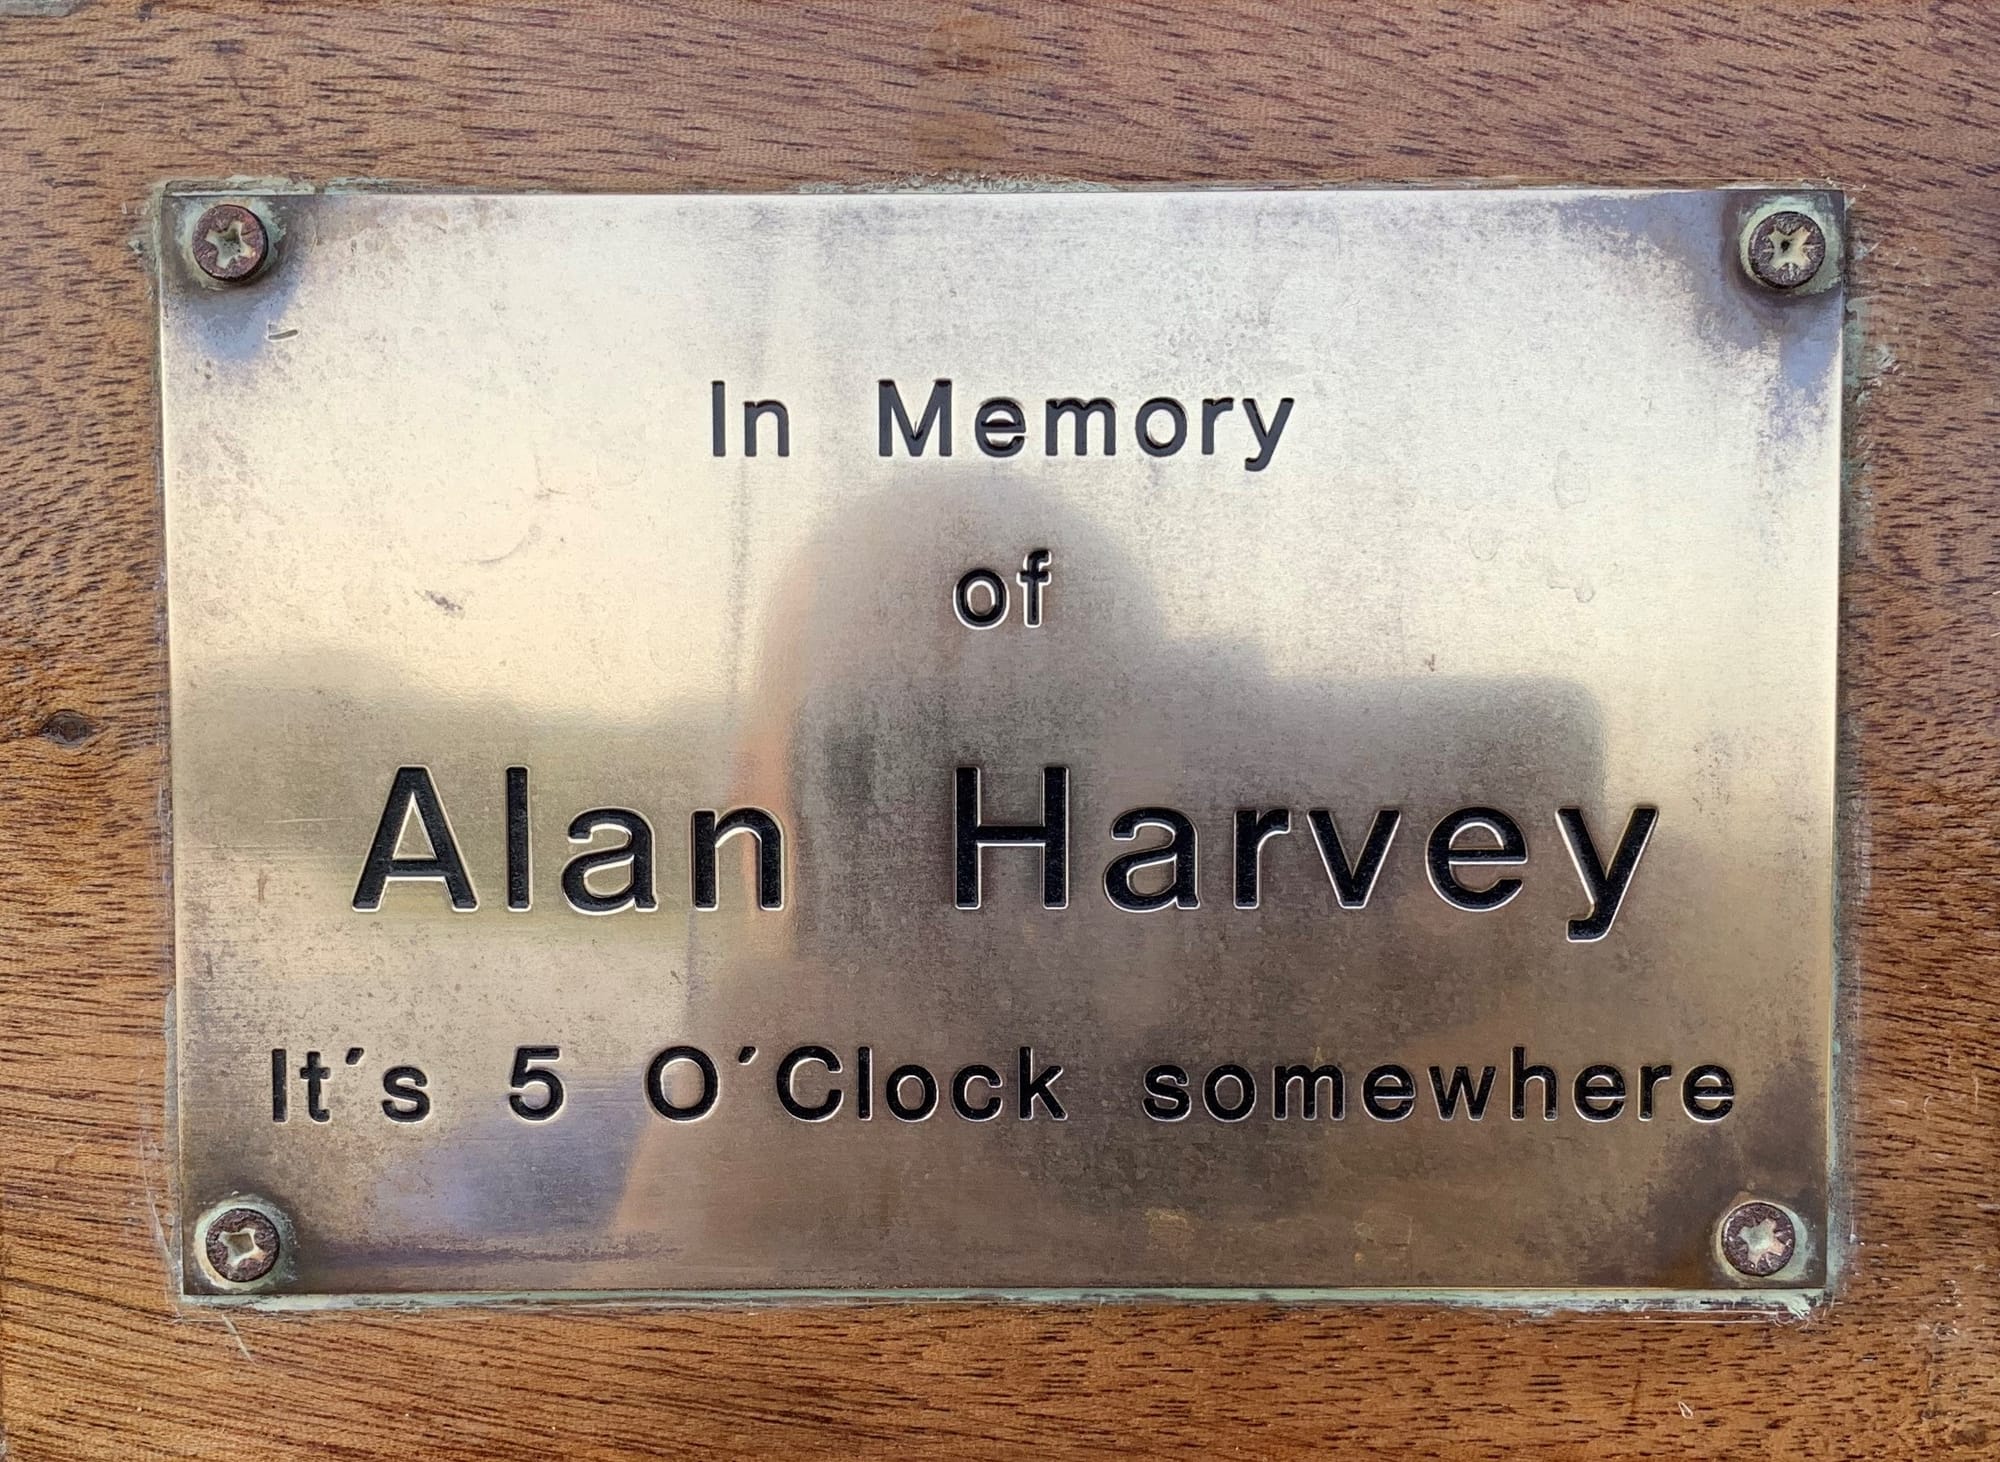 In Memory
of
Alan Harvey
It´s 5 O´Clock somewhere